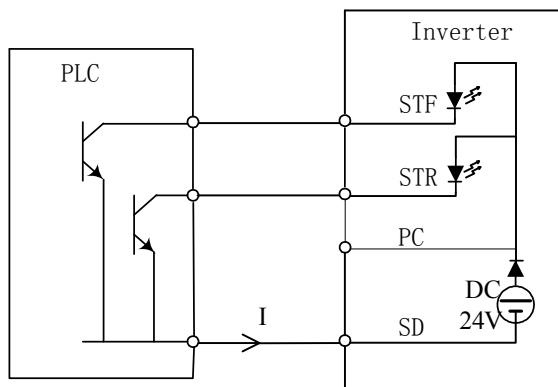 Inverter
PLC
STF
STR
PC
DC
24V
I
SD